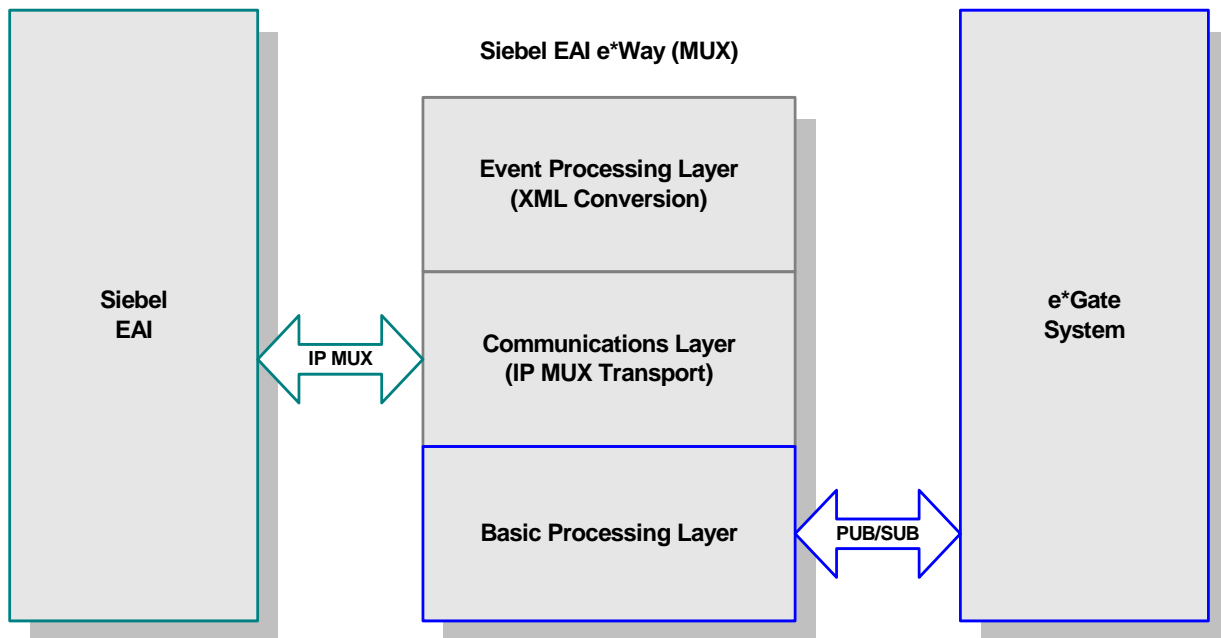 Siebel EAI e*Way (MUX)
Event Processing Layer
(XML Conversion)
Siebel
EAI
e*Gate
System
Communications Layer
(IP MUX Transport)
IP MUX
Basic Processing Layer
PUB/SUB